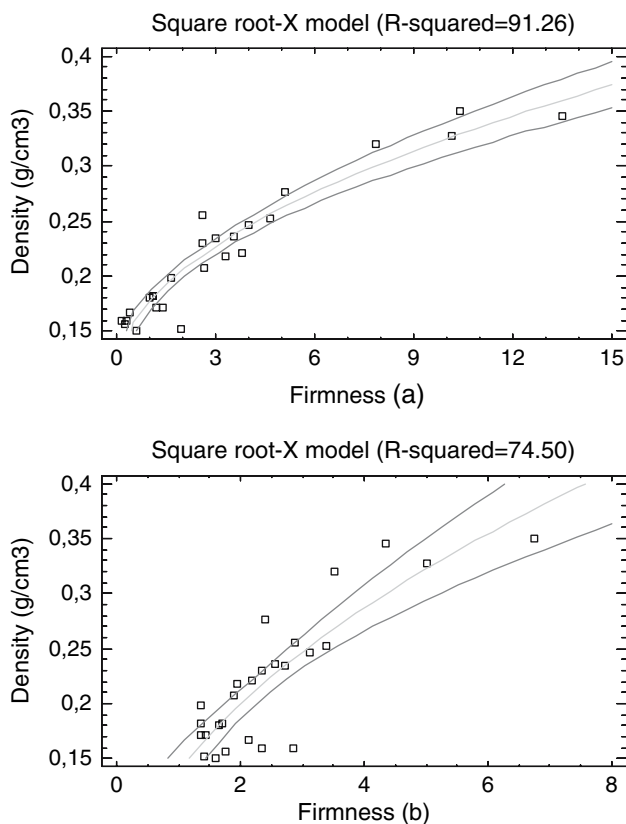 Square root-X model (R-squared=91.26)
0,4
0,35
0,3
0,25
0,2
0,15
Density (g/cm3)
0 3 6 9 12 15
Firmness (a)
Square root-X model (R-squared=74.50)
0,4
0,35
0,3
0,25
0,2
0,15
Density (g/cm3)
0 2 4 6 8
Firmness (b)